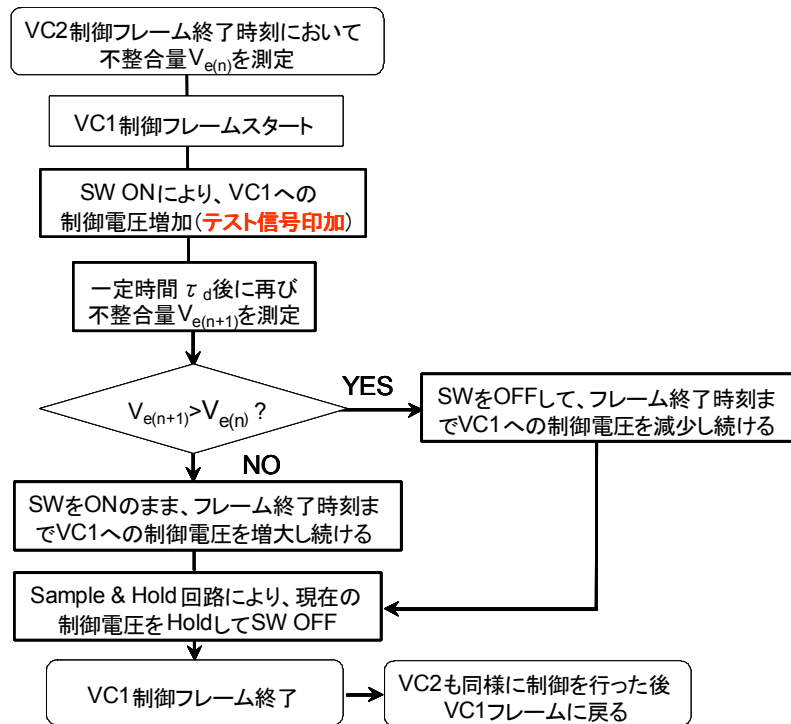 VC2制御フレーム終了時刻において
不整合量Ve(n)を測定
VC1制御フレームスタート
SW ONにより、VC1への
制御電圧増加(テスト信号印加)
一定時間 τd後に再び
不整合量Ve(n+1)を測定
Ve(n+1)>Ve(n) ?
YES
SWをOFFして、フレーム終了時刻ま
でVC1への制御電圧を減少し続ける
NO
SWをONのまま、フレーム終了時刻ま
でVC1への制御電圧を増大し続ける
Sample & Hold 回路により、現在の
制御電圧をHoldしてSW OFF
VC1制御フレーム終了
VC2も同様に制御を行った後
VC1フレームに戻る